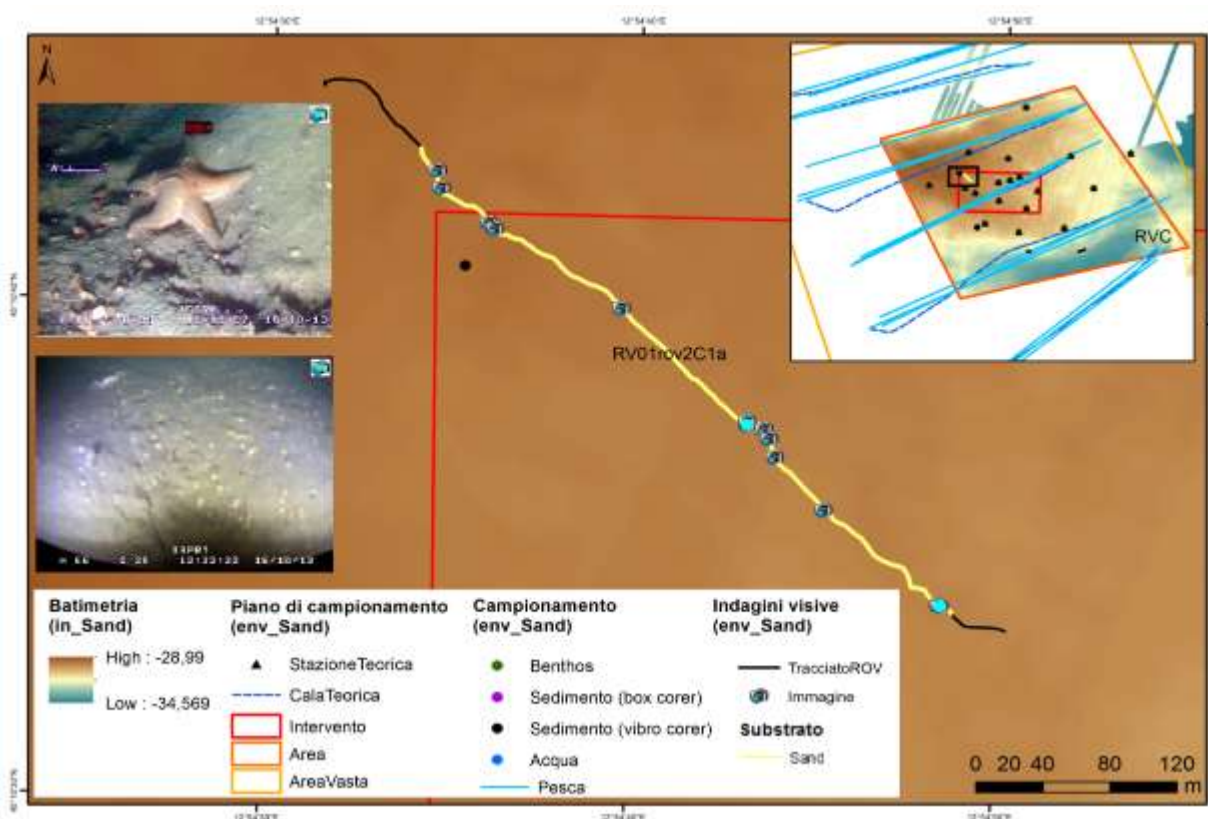 N
RVC
RV01rov2C1a
Batimetria
(in_Sand)
High : -28,99
Low : -34,569
Piano di campionamento
(env_Sand)
StazioneTeorica
CalaTeorica
Intervento
Area
AreaVasta
Campionamento
(env_Sand)
Benthos
Sedimento (box corer)
Sedimento (vibro corer)
Acqua
Pesca
Indagini visive
(env_Sand)
TracciatoROV
Immagine
Substrato
Sand
0 20 40 80 120
m